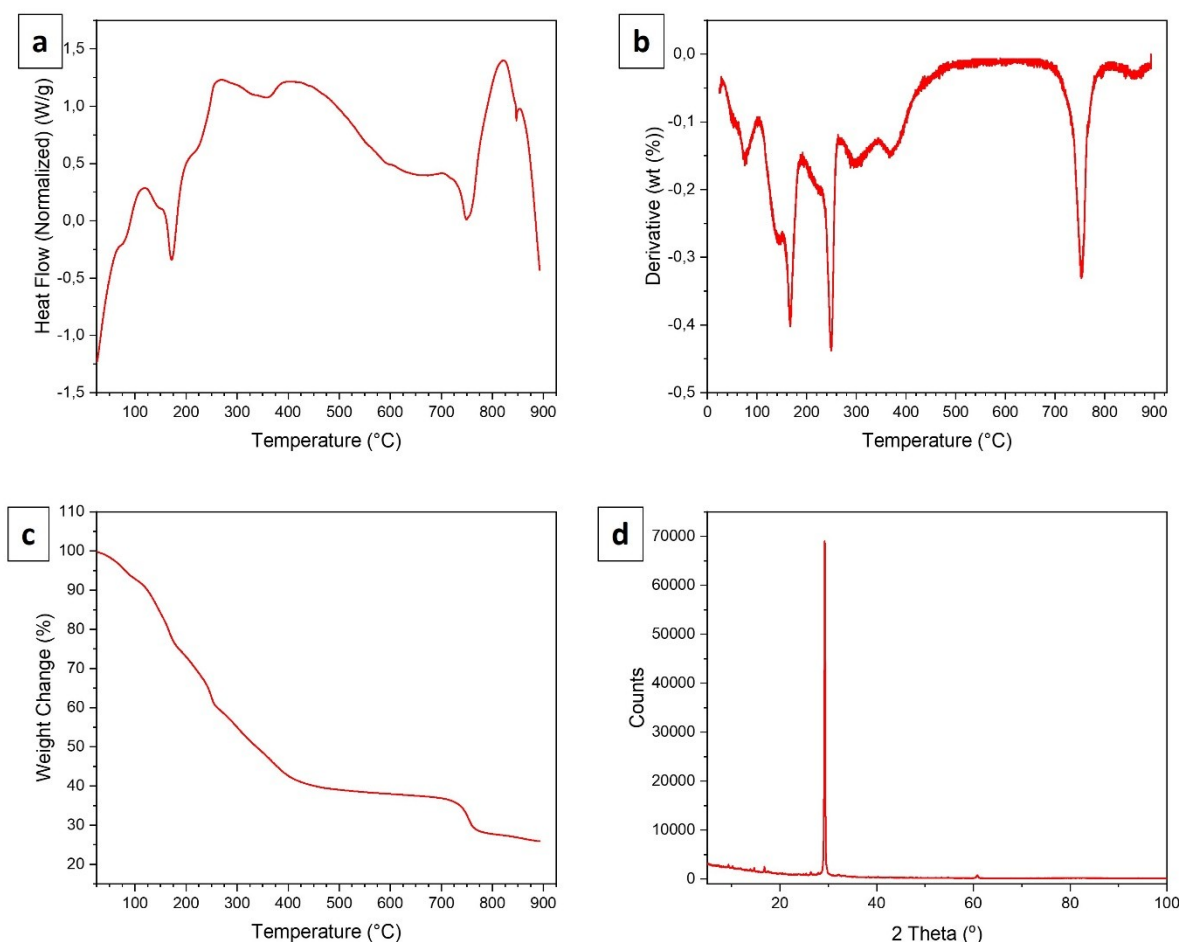 a
1,5
1,0
0,5
0,0
-0,5
-1,0
-1,5
Heat Flow (Normalized) (W/g)
100 200 300 400 500 600 700 800 900
Temperature (°C)
b
0,0
-0,1
-0,2
-0,3
-0,4
-0,5
Derivative (wt (%))
0 100 200 300 400 500 600 700 800 900
Temperature (°C)
c
110
100
90
80
70
60
50
40
30
20
Weight Change (%)
100 200 300 400 500 600 700 800 900
Temperature (°C)
d
70000
60000
50000
40000
30000
20000
10000
0
Counts
20 40 60 80 100
2 Theta (º)